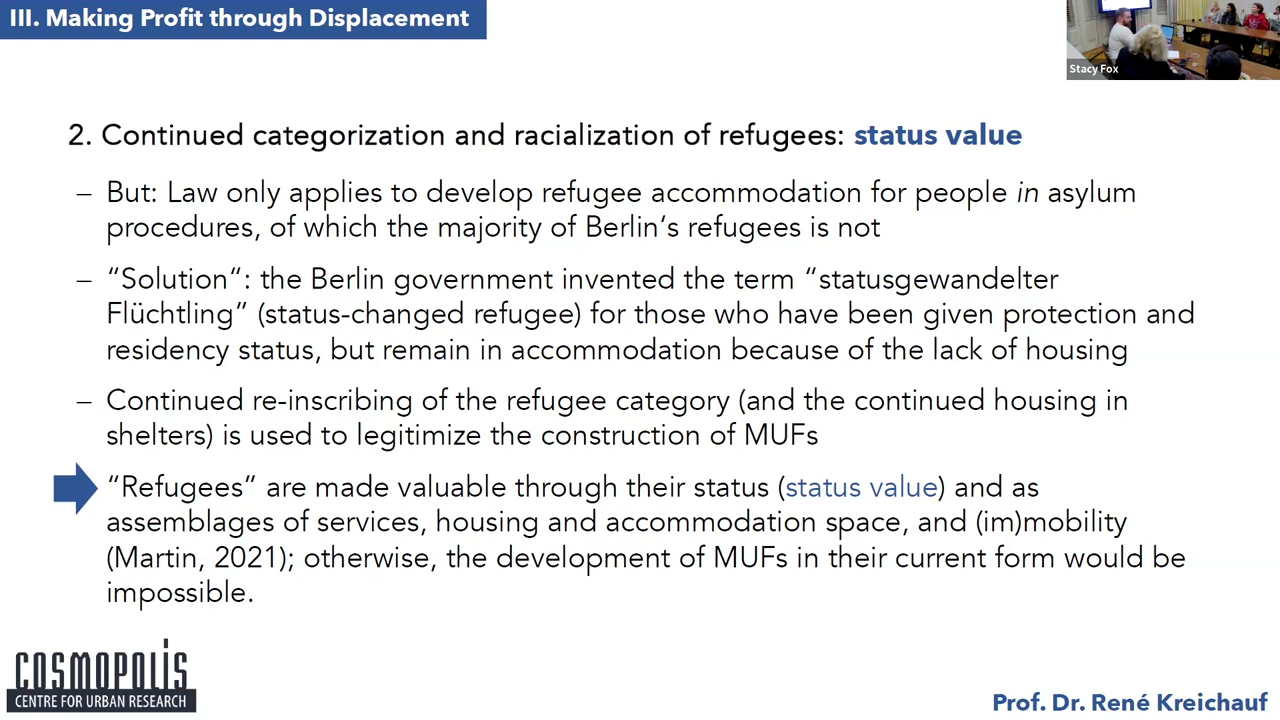 III. Making Profit through Displacement
Stacy Fox
2. Continued categorization and racialization of refugees: status value
– But: Law only applies to develop refugee accommodation for people in asylum
procedures, of which the majority of Berlin‘s refugees is not
– “Solution“: the Berlin government invented the term “statusgewandelter
Flüchtling” (status-changed refugee) for those who have been given protection and
residency status, but remain in accommodation because of the lack of housing
– Continued re-inscribing of the refugee category (and the continued housing in
shelters) is used to legitimize the construction of MUFs
“Refugees” are made valuable through their status (status value) and as
assemblages of services, housing and accommodation space, and (im)mobility
(Martin, 2021); otherwise, the development of MUFs in their current form would be
impossible.
COSMOPOLIS
CENTRE FOR URBAN RESEARCH
Prof. Dr. René Kreichauf